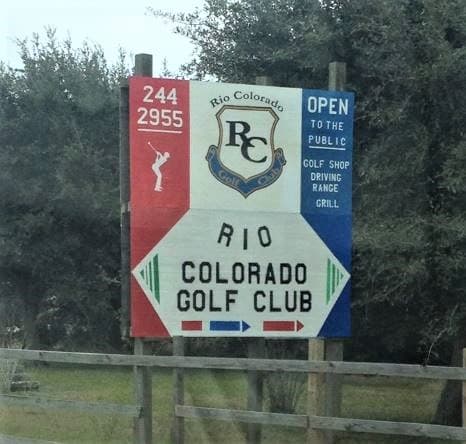 244
2955
Rio Colorado
RC
Golf Club
OPEN
TO THE
PUBLIC
GOLF SHOP
DRIVING
RANGE
GRILL
RIO
COLORADO
GOLF CLUB